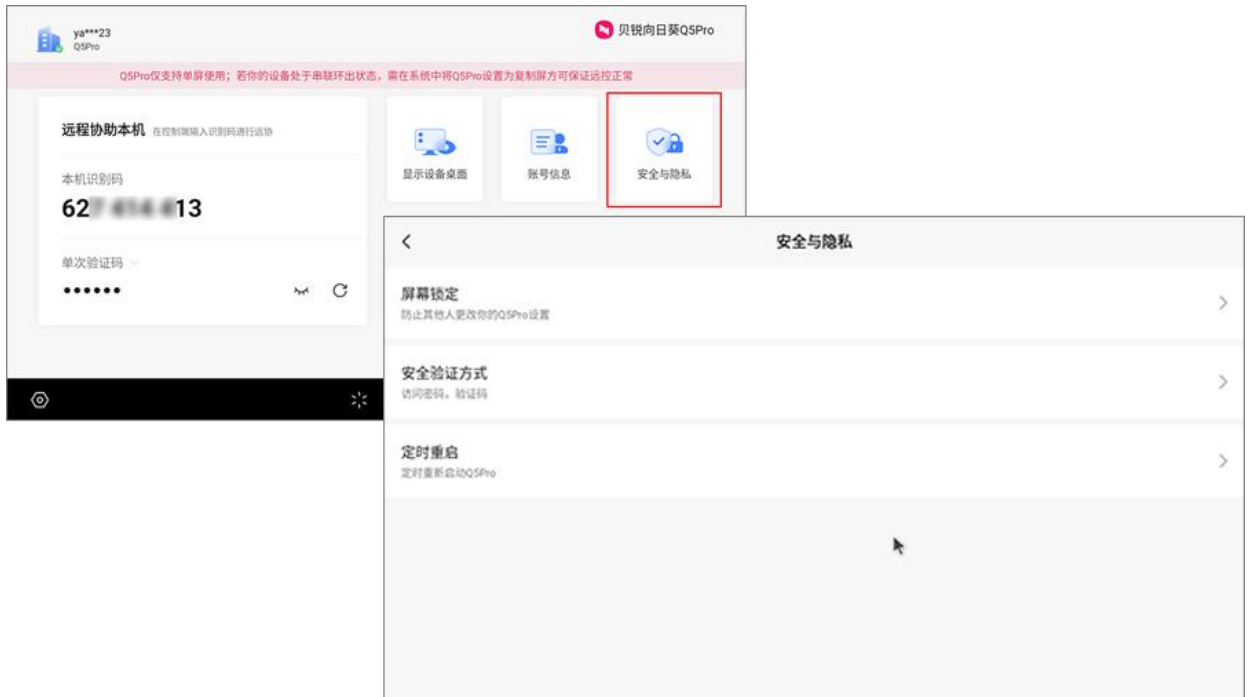 ya***23
Q5Pro
贝锐向日葵Q5Pro
Q5Pro仅支持单屏使用；若你的设备处于串联环出状态，需在系统中将Q5Pro设置为复制屏方可保证远控正常
远程协助本机 在控制端输入识别码进行远协
本机识别码
62 13
单次验证码
••••••
显示设备桌面
账号信息
安全与隐私
安全与隐私
屏幕锁定
防止其他人更改你的Q5Pro设置
安全验证方式
访问密码，验证码
定时重启
定时重新启动Q5Pro